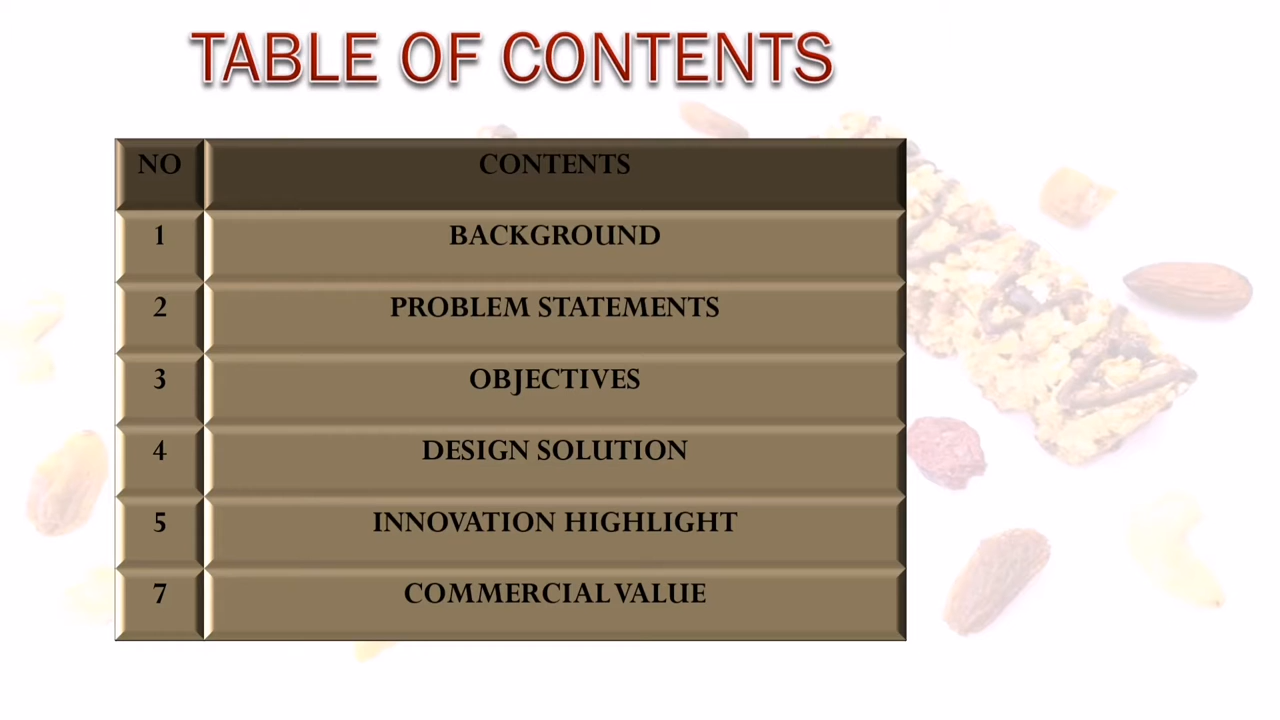 TABLE OF CONTENTS
NO CONTENTS
1 BACKGROUND
2 PROBLEM STATEMENTS
3 OBJECTIVES
4 DESIGN SOLUTION
5 INNOVATION HIGHLIGHT
7 COMMERCIAL VALUE